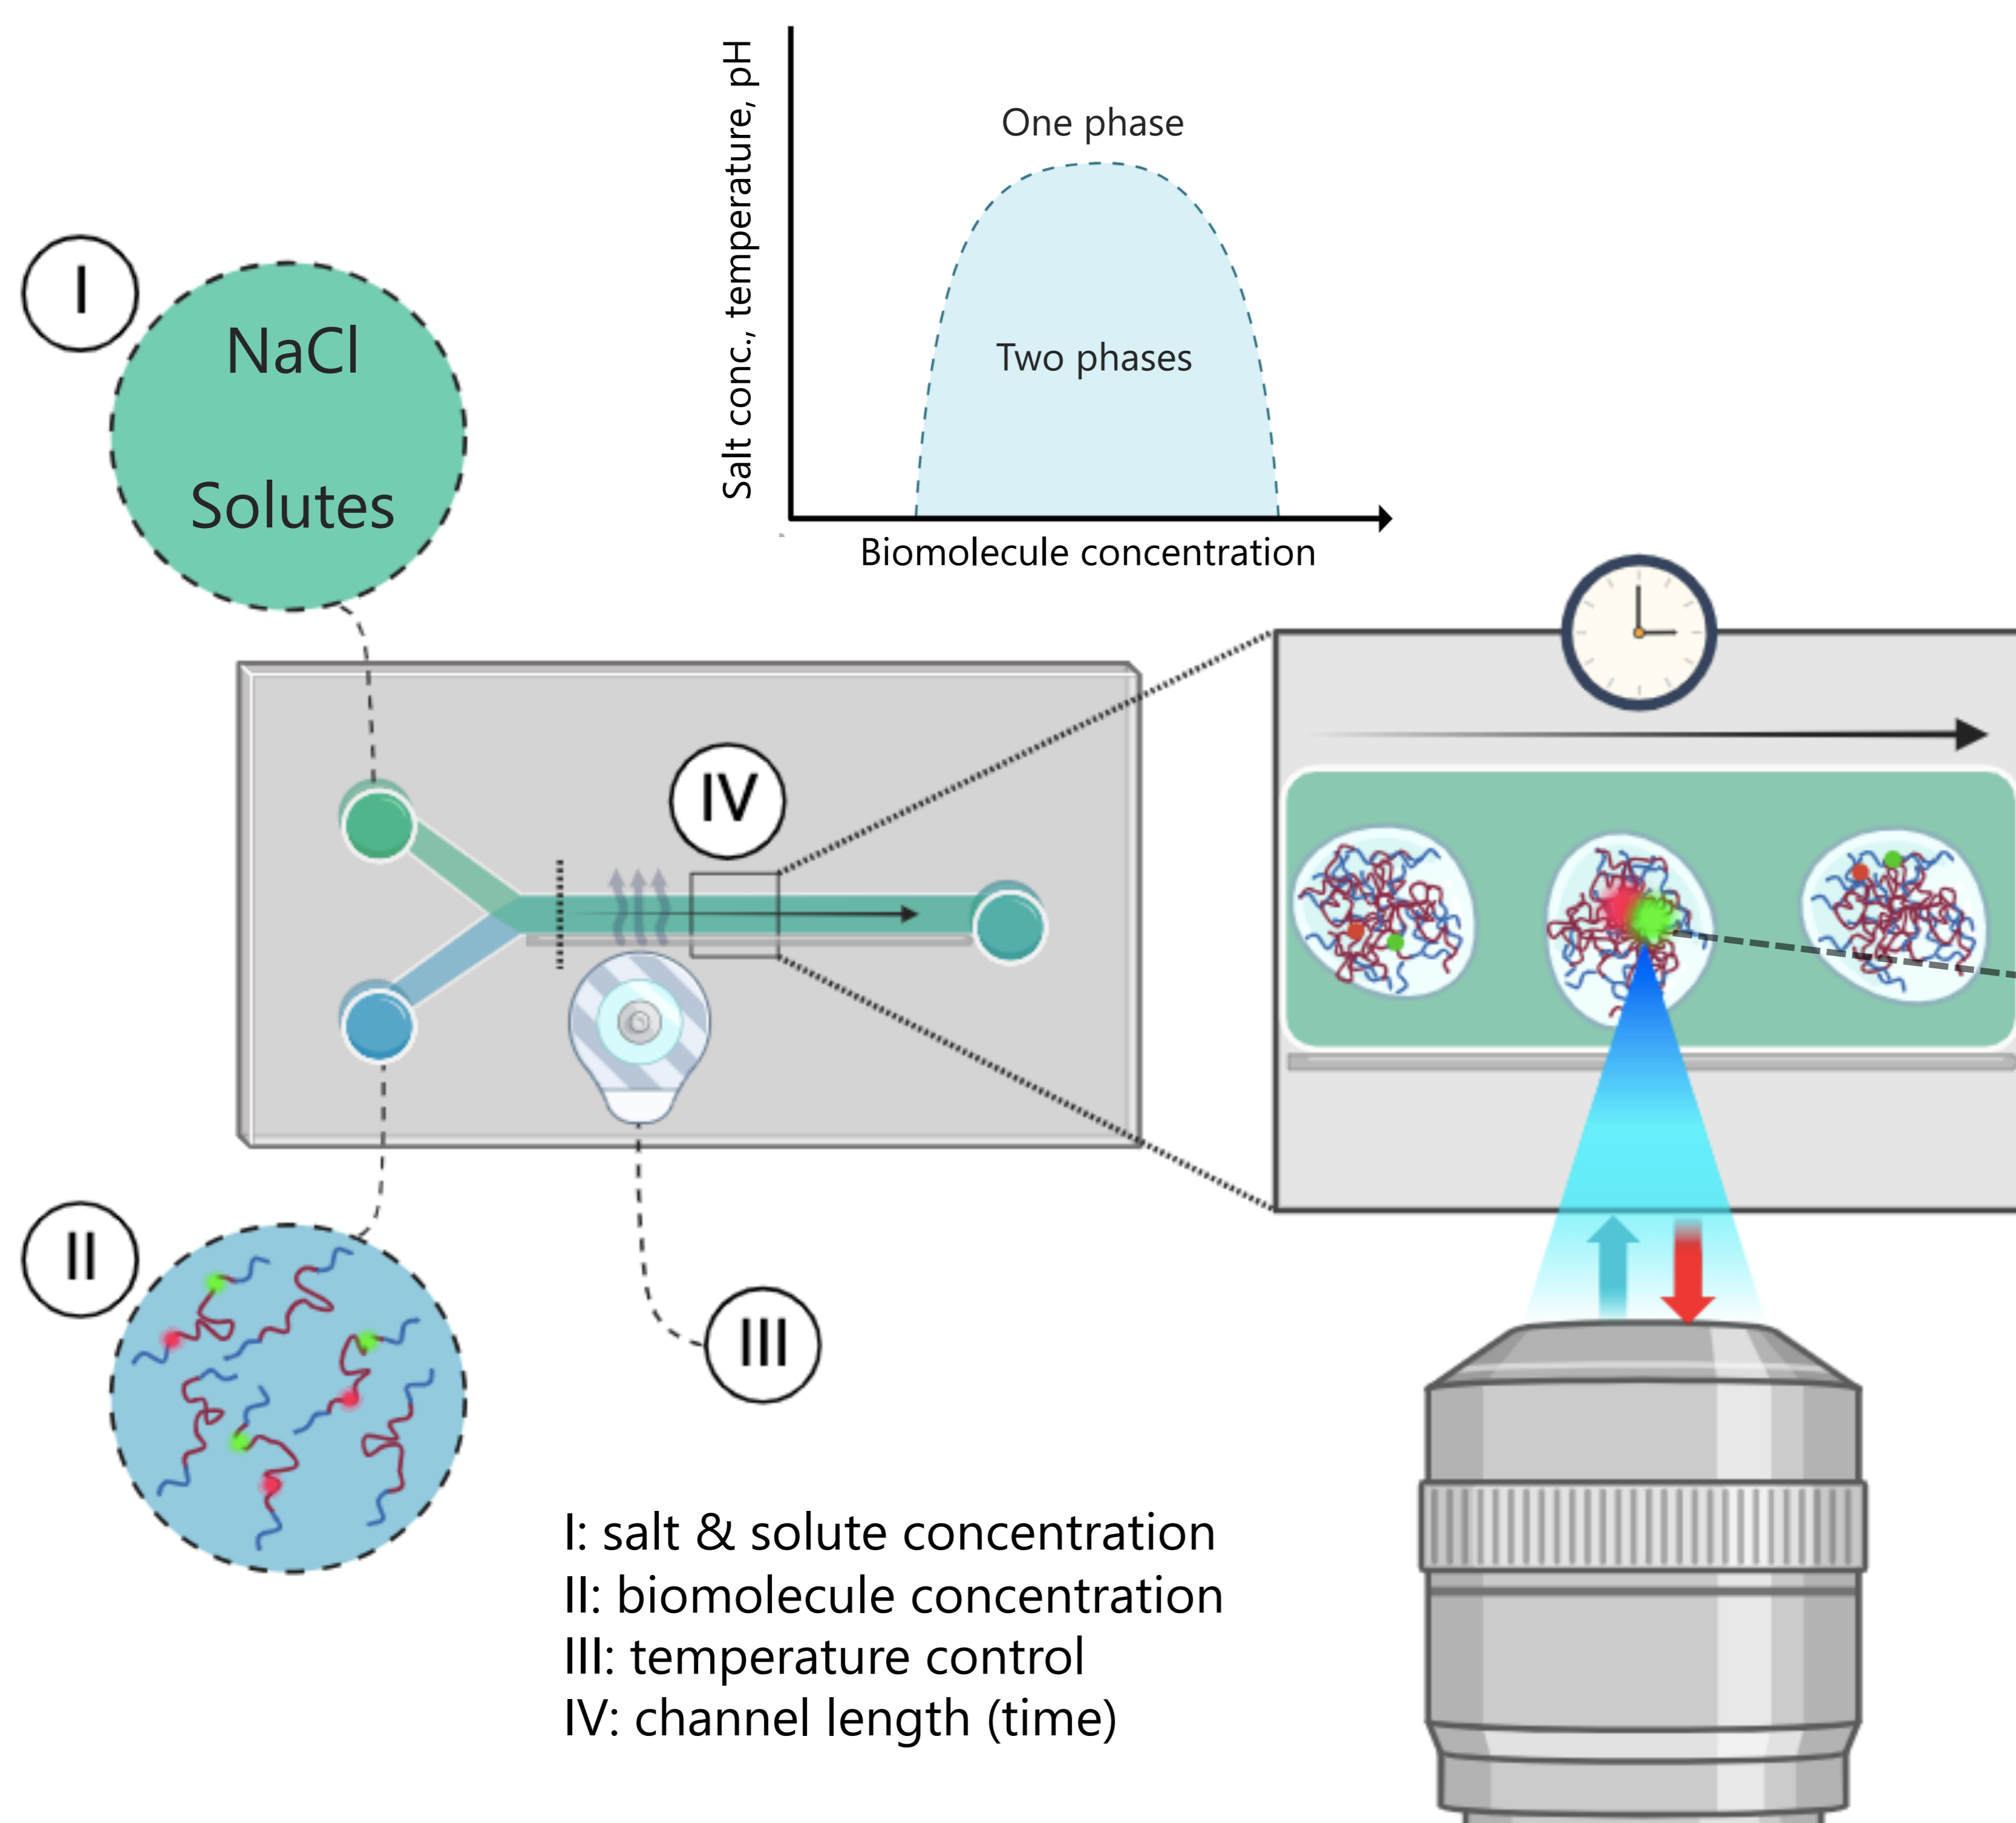 Salt conc., temperature, pH
One phase
Two phases
Biomolecule concentration
I
NaCl
Solutes
IV
II
III
I: salt & solute concentration
II: biomolecule concentration
III: temperature control
IV: channel length (time)